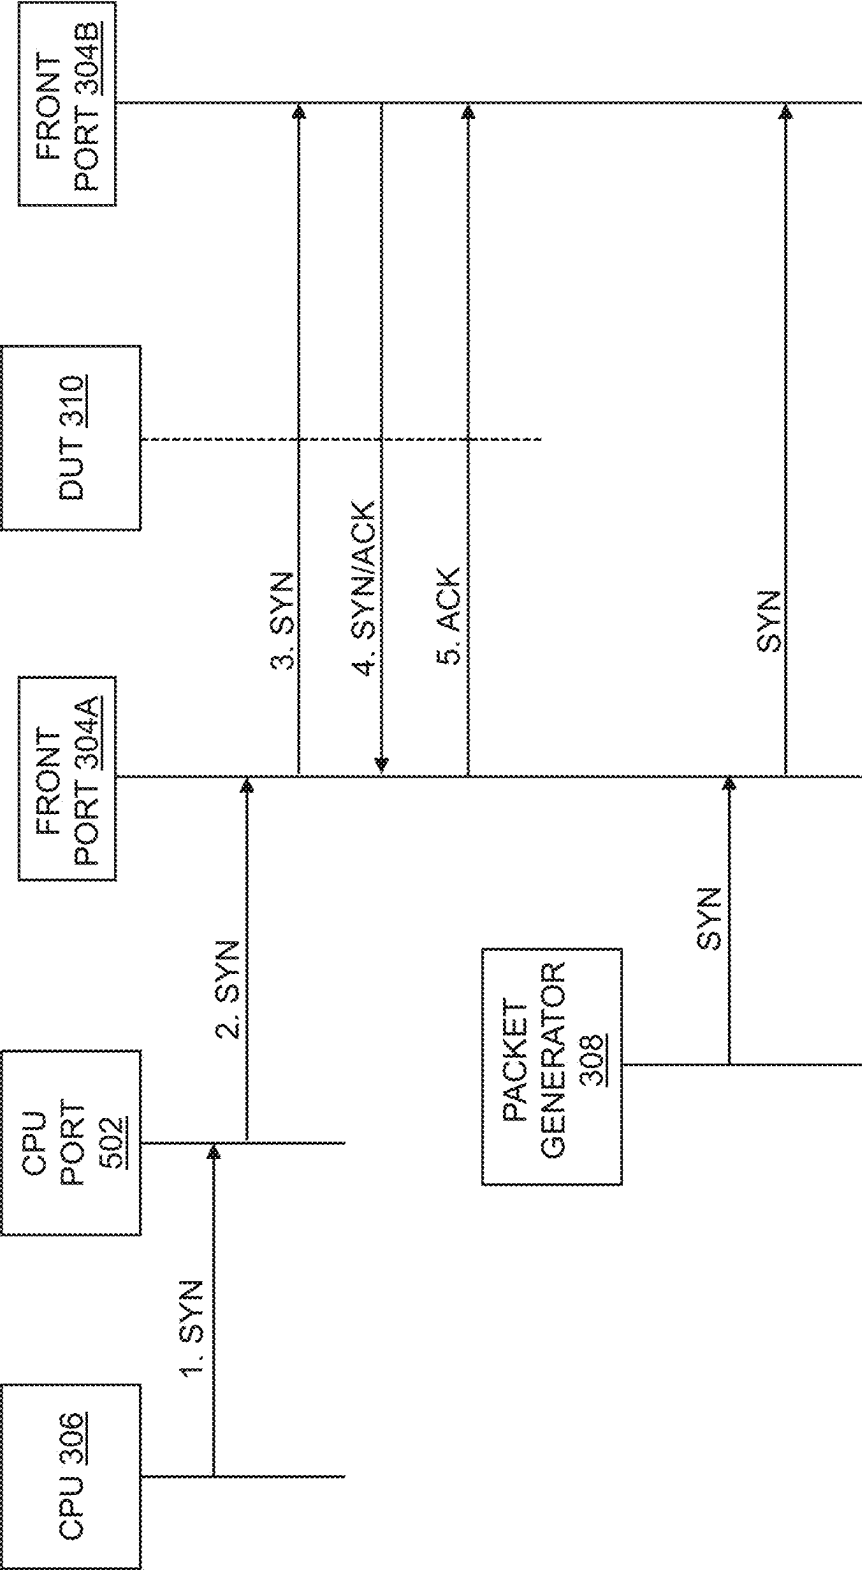 CPU 306
CPU
PORT
502
FRONT
PORT 304A
DUT 310
FRONT
PORT 304B
1. SYN
2. SYN
3. SYN
4. SYN/ACK
5. ACK
PACKET
GENERATOR
308
SYN
SYN